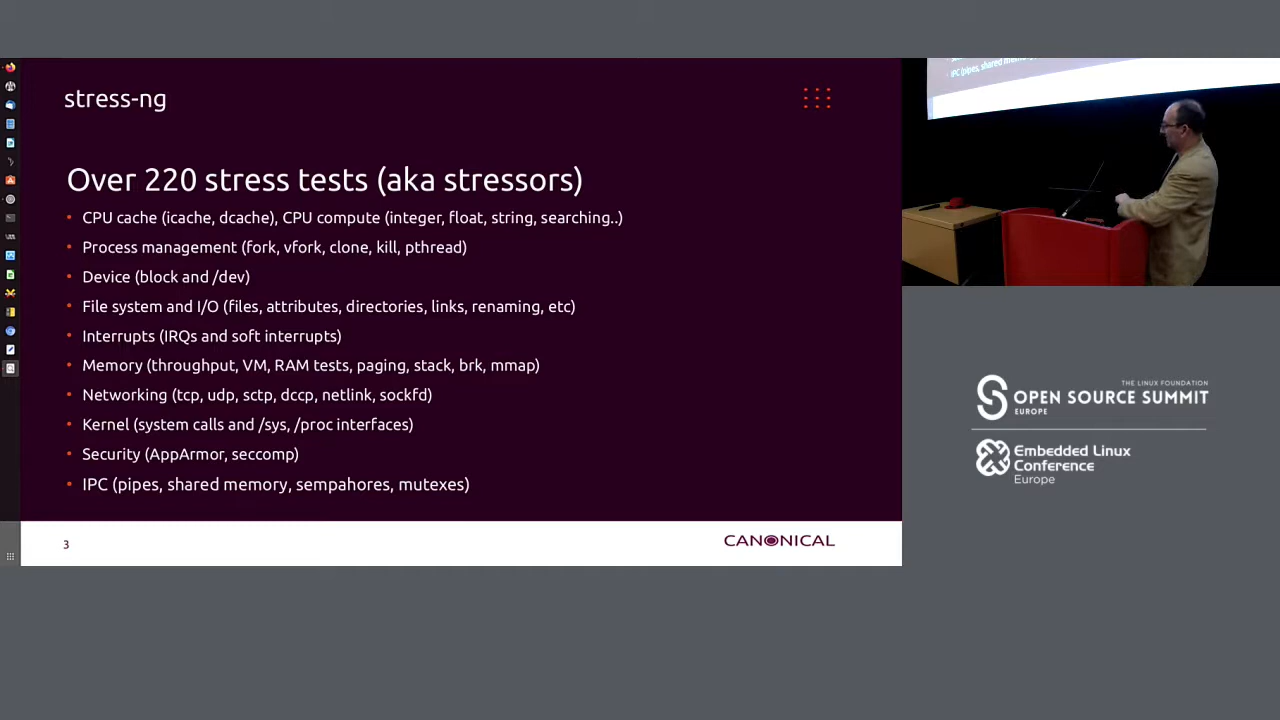 stress-ng
Over 220 stress tests (aka stressors)
• CPU cache (icache, dcache), CPU compute (integer, float, string, searching..)
• Process management (fork, vfork, clone, kill, pthread)
• Device (block and /dev)
• File system and I/O (files, attributes, directories, links, renaming, etc)
• Interrupts (IRQs and soft interrupts)
• Memory (throughput, VM, RAM tests, paging, stack, brk, mmap)
• Networking (tcp, udp, sctp, dccp, netlink, sockfd)
• Kernel (system calls and /sys, /proc interfaces)
• Security (AppArmor, seccomp)
• IPC (pipes, shared memory, sempahores, mutexes)
3
CANONICAL
IPC (pipes, shared
THE LINUX FOUNDATION
OPEN SOURCE SUMMIT
EUROPE
Embedded Linux
Conference
Europe